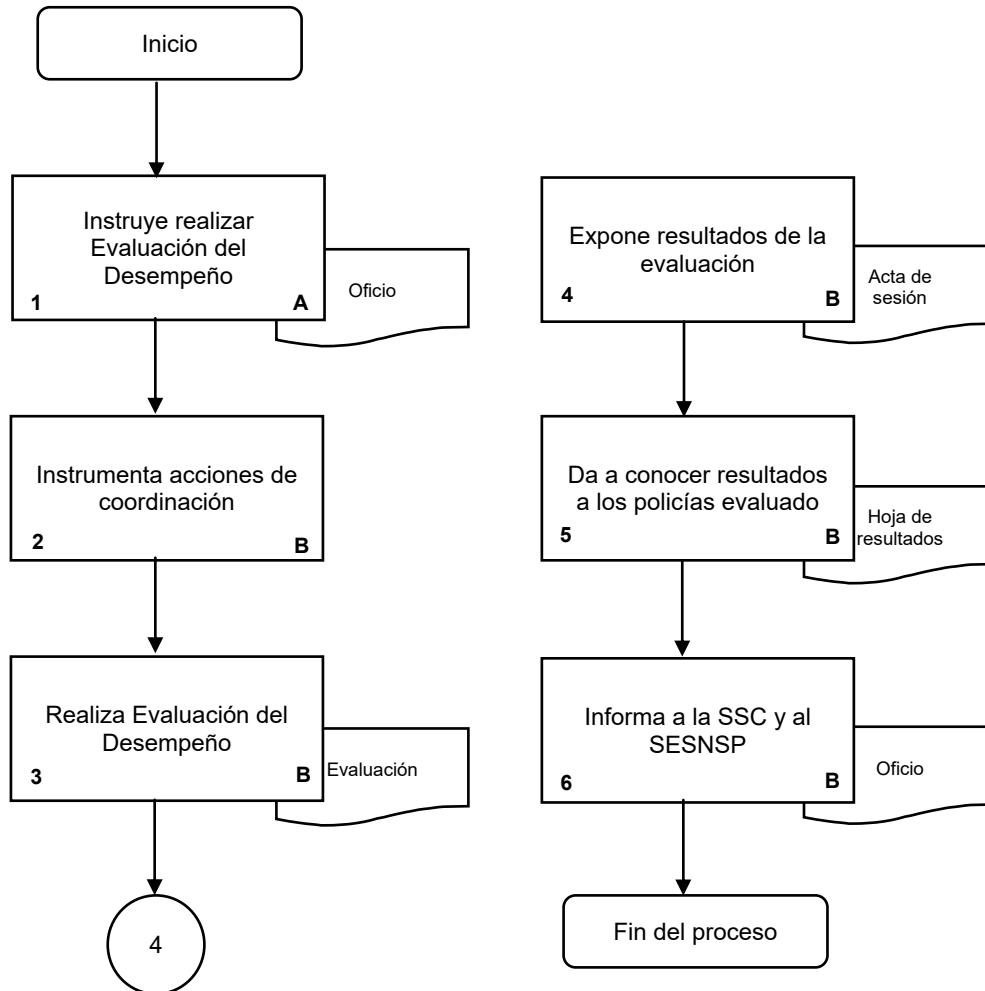 Inicio
Instruye realizar
Evaluación del
Desempeño
1
A
Oficio
Instrumenta acciones de
coordinación
2
B
Realiza Evaluación del
Desempeño
3
B
Evaluación
4
Expone resultados de la
evaluación
4
B
Acta de
sesión
Da a conocer resultados
a los policías evaluado
5
B
Hoja de
resultados
Informa a la SSC y al
SESNSP
6
B
Oficio
Fin del proceso